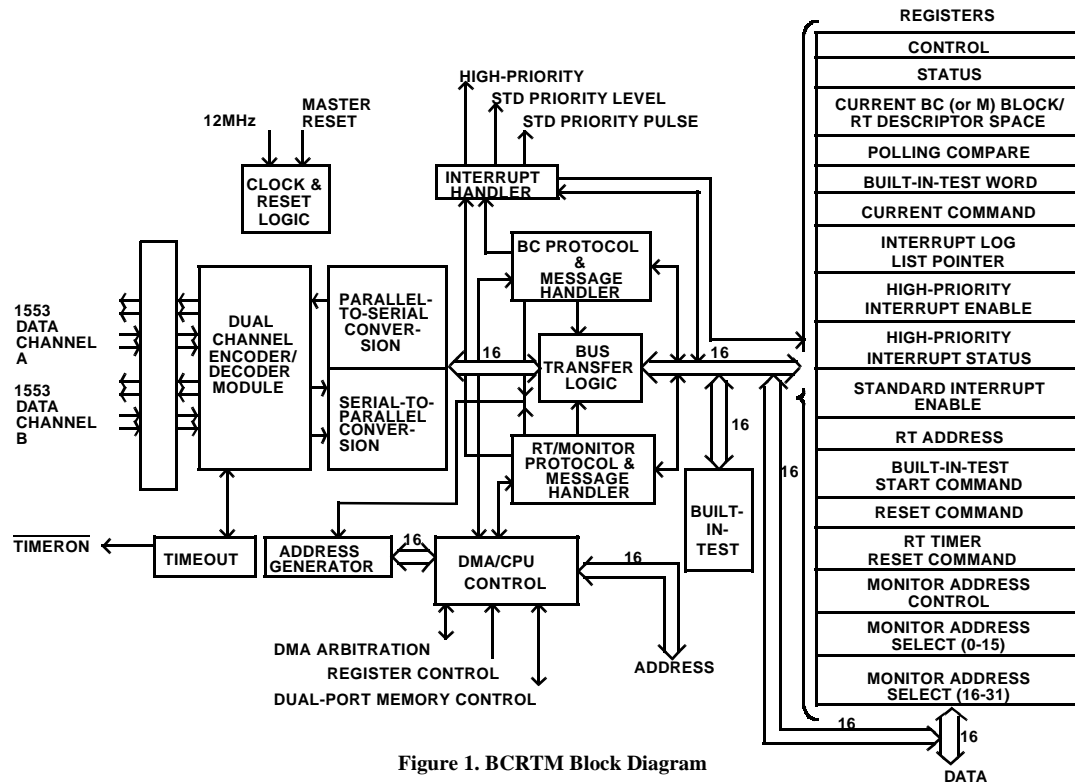 REGISTERS
CONTROL
STATUS
CURRENT BC (or M) BLOCK/
RT DESCRIPTOR SPACE
POLLING COMPARE
BUILT-IN-TEST WORD
CURRENT COMMAND
INTERRUPT LOG
LIST POINTER
HIGH-PRIORITY
INTERRUPT ENABLE
HIGH-PRIORITY
INTERRUPT STATUS
STANDARD INTERRUPT
ENABLE
RT ADDRESS
BUILT-IN-TEST
START COMMAND
RESET COMMAND
RT TIMER
RESET COMMAND
MONITOR ADDRESS
CONTROL
MONITOR ADDRESS
SELECT (0-15)
MONITOR ADDRESS
SELECT (16-31)
HIGH-PRIORITY
STD PRIORITY LEVEL
STD PRIORITY PULSE
12MHz
MASTER
RESET
CLOCK &
RESET
LOGIC
INTERRUPT
HANDLER
BC PROTOCOL
&
MESSAGE
HANDLER
1553
DATA
CHANNEL
A
1553
DATA
CHANNEL
B
DUAL
CHANNEL
ENCODER/
DECODER
MODULE
PARALLEL-
TO-SERIAL
CONVER-
SION
SERIAL-TO-
PARALLEL
CONVER-
SION
16
BUS
TRANSFER
LOGIC
16
RT/MONITOR
PROTOCOL &
MESSAGE
HANDLER
16
BUILT-
IN-
TEST
16
TIMERON
TIMEOUT
ADDRESS
GENERATOR
16
DMA/CPU
CONTROL
16
DMA ARBITRATION
REGISTER CONTROL
DUAL-PORT MEMORY CONTROL
ADDRESS
16
16
DATA
Figure 1. BCRTM Block Diagram